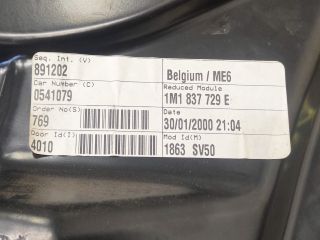 Seq. Int. (V)
891202
Belgium / ME6
Car Number (C)
0541079
Reduced Module
1M1 837 729 E
Order No(S)
769
Date
30/01/2000 21:04
Door Id(I)
4010
Mod Id(M)
1863 SV50